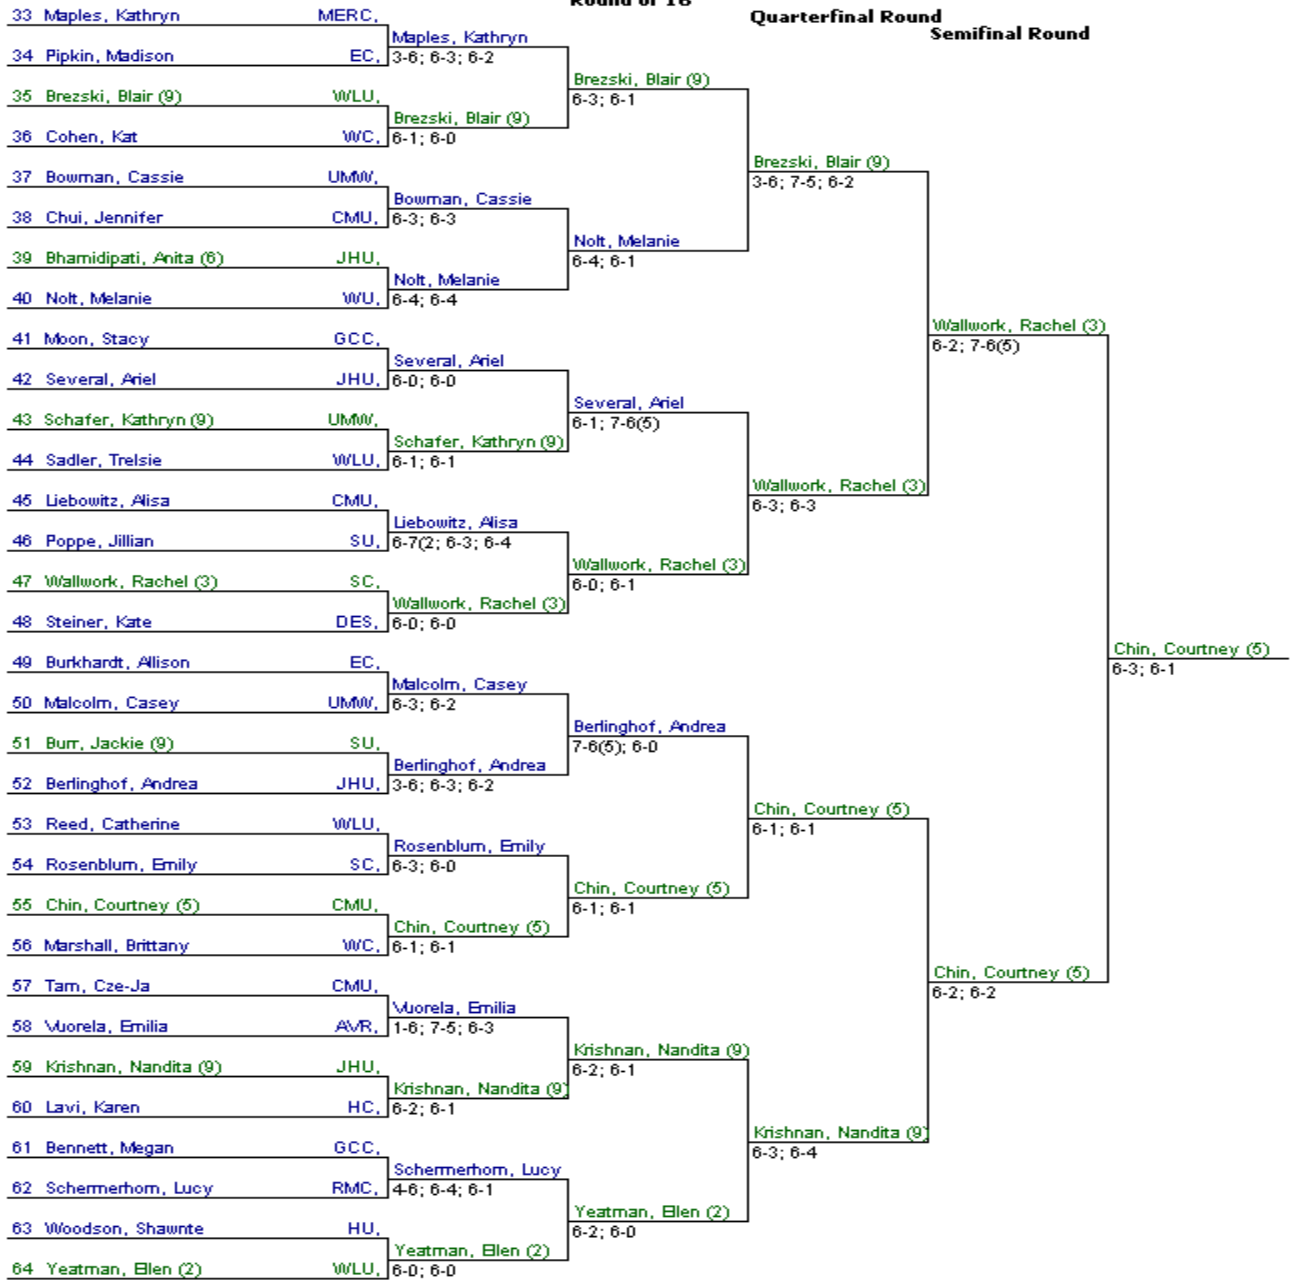 Round of 16
Quarterfinal Round
Semifinal Round
33 Maples, Kathryn MERC,
Maples, Kathryn
34 Pipkin, Madison EC, 3-6; 6-3; 6-2
Brezski, Blair (9)
35 Brezski, Blair (9) WLU, 6-3; 6-1
Brezski, Blair (9)
36 Cohen, Kat WC, 6-1; 6-0
Brezski, Blair (9)
37 Bowman, Cassie UMW, 3-6; 7-5; 6-2
Bowman, Cassie
38 Chui, Jennifer CMU, 6-3; 6-3
Nolt, Melanie
39 Bhamidipati, Anita (6) JHU, 6-4; 6-1
Nolt, Melanie
40 Nolt, Melanie WU, 6-4; 6-4
Wallwork, Rachel (3)
41 Moon, Stacy GCC, 6-2; 7-6(5)
Several, Ariel
42 Several, Ariel JHU, 6-0; 6-0
Several, Ariel
43 Schafer, Kathryn (9) UMW, 6-1; 7-6(5)
Schafer, Kathryn (9)
44 Sadler, Trelsie WLU, 6-1; 6-1
Wallwork, Rachel (3)
45 Liebowitz, Alisa CMU, 6-3; 6-3
Liebowitz, Alisa
46 Poppe, Jillian SU, 6-7(2; 6-3; 6-4
Wallwork, Rachel (3)
47 Wallwork, Rachel (3) SC, 6-0; 6-1
Wallwork, Rachel (3)
48 Steiner, Kate DES, 6-0; 6-0
Chin, Courtney (5)
49 Burkhardt, Allison EC, 6-3; 6-1
Malcolm, Casey
50 Malcolm, Casey UMW, 6-3; 6-2
Berlinghof, Andrea
51 Burr, Jackie (9) SU, 7-6(5); 6-0
Berlinghof, Andrea
52 Berlinghof, Andrea JHU, 3-6; 6-3; 6-2
Chin, Courtney (5)
53 Reed, Catherine WLU, 6-1; 6-1
Rosenblum, Emily
54 Rosenblum, Emily SC, 6-3; 6-0
Chin, Courtney (5)
55 Chin, Courtney (5) CMU, 6-1; 6-1
Chin, Courtney (5)
56 Marshall, Brittany WC, 6-1; 6-1
Chin, Courtney (5)
57 Tam, Cze-Ja CMU, 6-2; 6-2
Vuorela, Emilia
58 Vuorela, Emilia AVR, 1-6; 7-5; 6-3
Krishnan, Nandita (9)
59 Krishnan, Nandita (9) JHU, 6-2; 6-1
Krishnan, Nandita (9)
60 Lavi, Karen HC, 6-2; 6-1
Krishnan, Nandita (9)
61 Bennett, Megan GCC, 6-3; 6-4
Schermerhorn, Lucy
62 Schermerhorn, Lucy RMC, 4-6; 6-4; 6-1
Yeatman, Ellen (2)
63 Woodson, Shawnte HU, 6-2; 6-0
Yeatman, Ellen (2)
64 Yeatman, Ellen (2) WLU, 6-0; 6-0